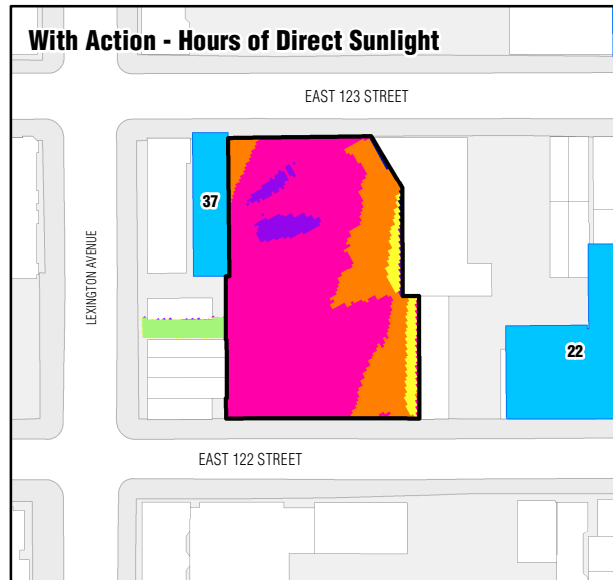 With Action - Hours of Direct Sunlight
EAST 123 STREET
37
LEXINGTON AVENUE
22
EAST 122 STREET